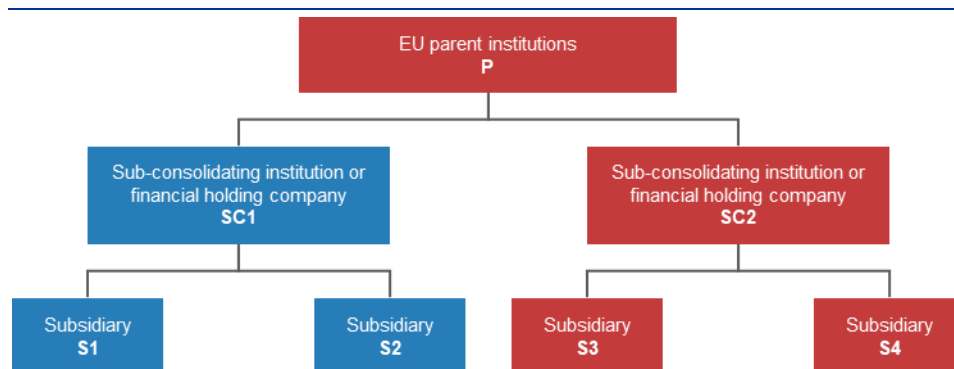 EU parent institutions
P
Sub-consolidating institution or
financial holding company
SC1
Sub-consolidating institution or
financial holding company
SC2
Subsidiary
S1
Subsidiary
S2
Subsidiary
S3
Subsidiary
S4